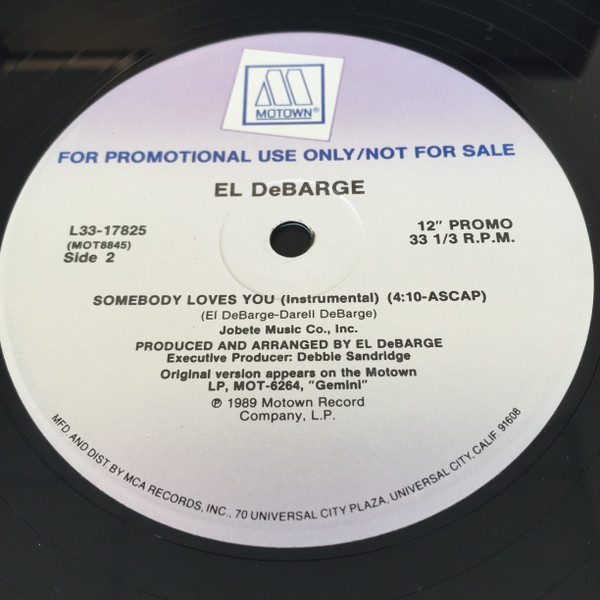 MOTOWN®
FOR PROMOTIONAL USE ONLY/NOT FOR SALE
EL DeBARGE
L33-17825
(MOT8845)
Side 2
12" PROMO
33 1/3 R.P.M.
SOMEBODY LOVES YOU (Instrumental) (4:10-ASCAP)
(El DeBarge-Darell DeBarge)
Jobete Music Co., Inc.
PRODUCED AND ARRANGED BY EL DeBARGE
Executive Producer: Debbie Sandridge
Original version appears on the Motown
LP, MOT-6264, "Gemini"
℗ 1989 Motown Record
Company, L.P.
MFD. AND DIST. BY MCA RECORDS, INC., 70 UNIVERSAL CITY PLAZA, UNIVERSAL CITY, CALIF. 91608